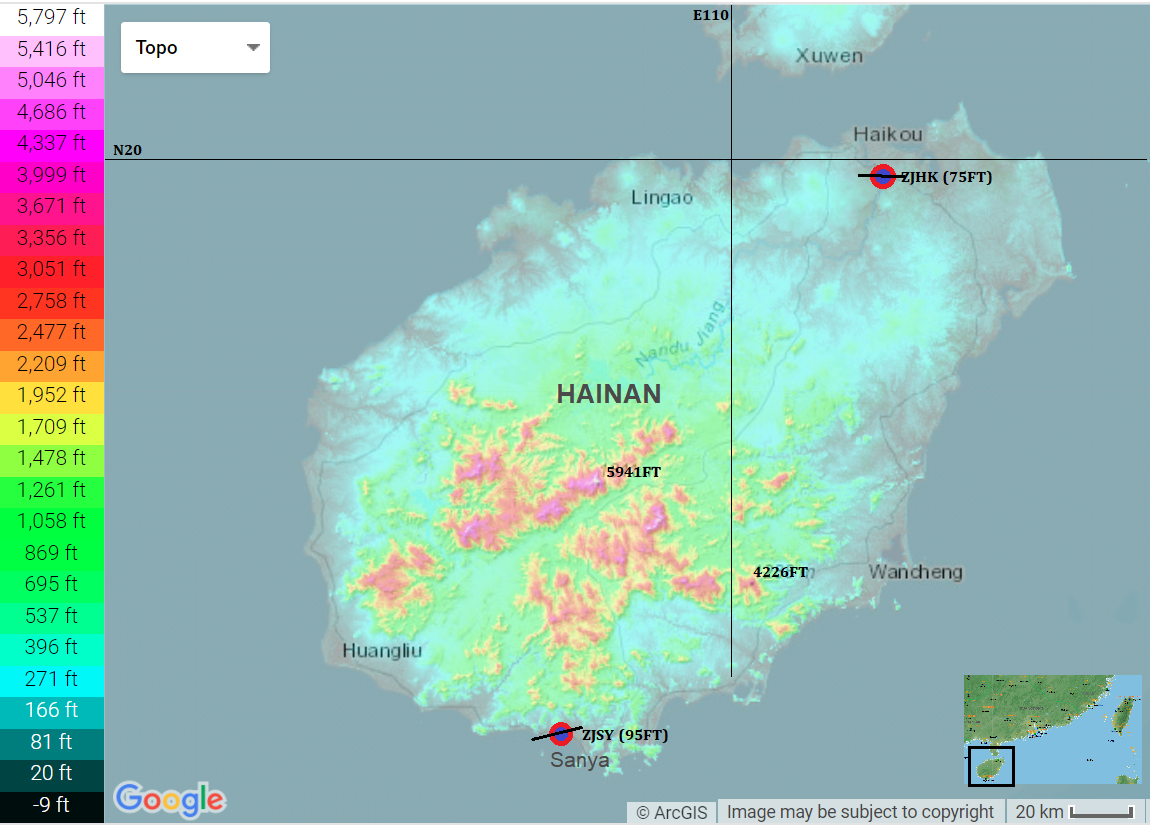 5,797 ft
5,416 ft
5,046 ft
4,686 ft
4,337 ft
3,999 ft
3,671 ft
3,356 ft
3,051 ft
2,758 ft
2,477 ft
2,209 ft
1,952 ft
1,709 ft
1,478 ft
1,261 ft
1,058 ft
869 ft
695 ft
537 ft
396 ft
271 ft
166 ft
81 ft
20 ft
-9 ft
Topo
E110
Xuwen
Haikou
N20
ZJHK (75FT)
Lingao
Nandu Jiang
HAINAN
5941FT
4226FT
Wancheng
Huangliu
ZJSY (95FT)
Sanya
Google
© ArcGIS
Image may be subject to copyright
20 km